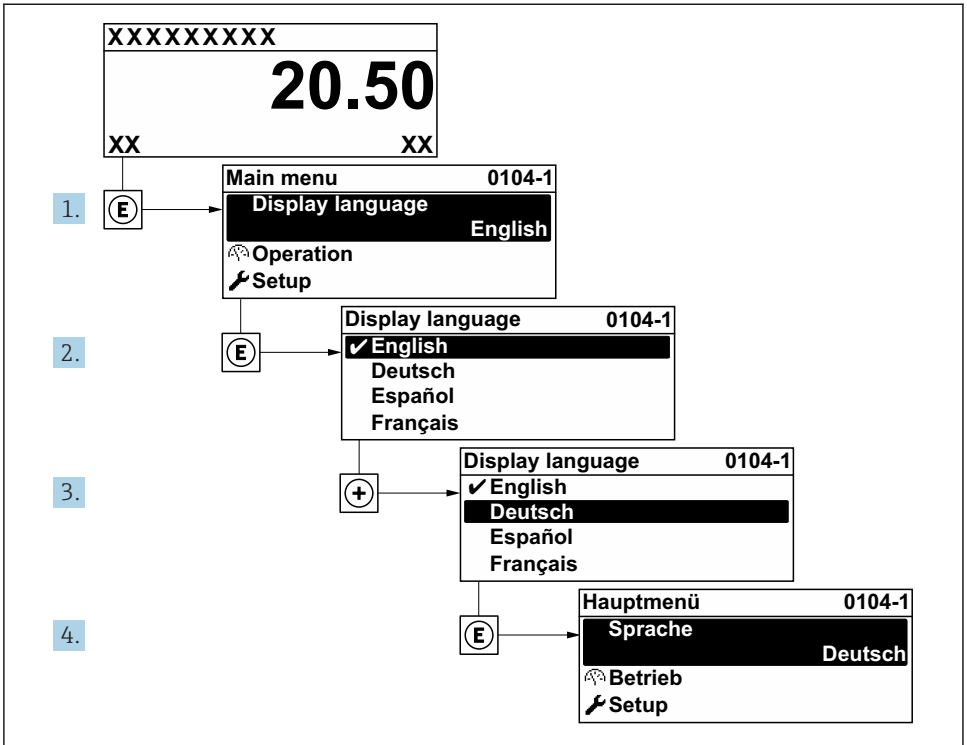 XXXXXXXXX
20.50
XX XX
1. E
Main menu 0104-1
Display language
English
Operation
Setup
2. E
Display language 0104-1
✔English
Deutsch
Español
Français
3. +
Display language 0104-1
✔English
Deutsch
Español
Français
4. E
Hauptmenü 0104-1
Sprache
Deutsch
Betrieb
Setup